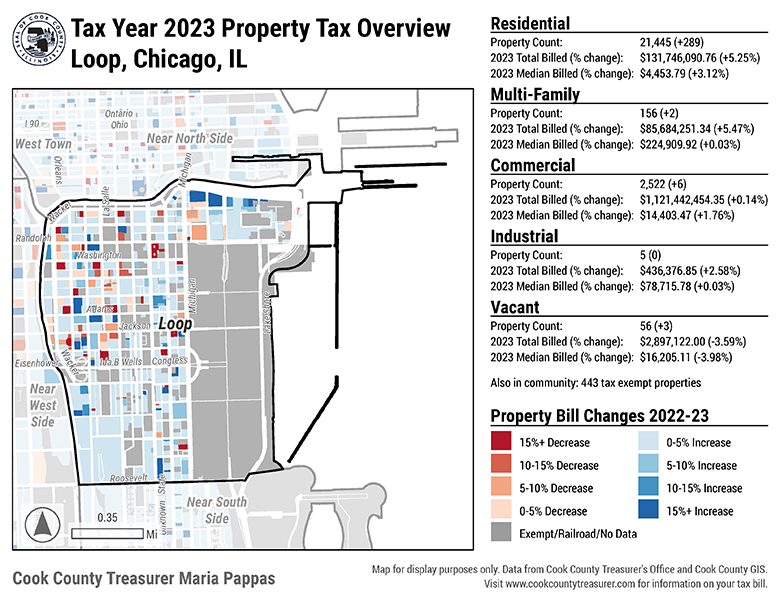 Tax Year 2023 Property Tax Overview
Loop, Chicago, IL
Residential
Property Count: 21,445 (+289)
2023 Total Billed (% change): $131,746,090.76 (+5.25%)
2023 Median Billed (% change): $4,453.79 (+3.12%)
Multi-Family
Property Count: 156 (+2)
2023 Total Billed (% change): $85,684,251.34 (+5.47%)
2023 Median Billed (% change): $224,909.92 (+0.03%)
Commercial
Property Count: 2,522 (+6)
2023 Total Billed (% change): $1,121,442,454.35 (+0.14%)
2023 Median Billed (% change): $14,403.47 (+1.76%)
Industrial
Property Count: 5 (0)
2023 Total Billed (% change): $436,376.85 (+2.58%)
2023 Median Billed (% change): $78,715.78 (+0.03%)
Vacant
Property Count: 56 (+3)
2023 Total Billed (% change): $2,897,122.00 (-3.59%)
2023 Median Billed (% change): $16,205.11 (-3.98%)
Also in community: 443 tax exempt properties
Property Bill Changes 2022-23
15%+ Decrease
10-15% Decrease
5-10% Decrease
0-5% Decrease
Exempt/Railroad/No Data
0-5% Increase
5-10% Increase
10-15% Increase
15%+ Increase
Ontario
Ohio
I 90
West Town
Near North Side
Orleans
LaSalle
Michigan
Wacker
Randolph
Washington
Adams
Jackson
Loop
Michigan
Lake Shore
Wacker
Eisenhower
Ida B Wells
Congress
Near
West
Side
Roosevelt
State
Unknown
Near South
Side
0.35
Mi
Cook County Treasurer Maria Pappas
Map for display purposes only. Data from Cook County Treasurer's Office and Cook County GIS.
Visit www.cookcountytreasurer.com for information on your tax bill.